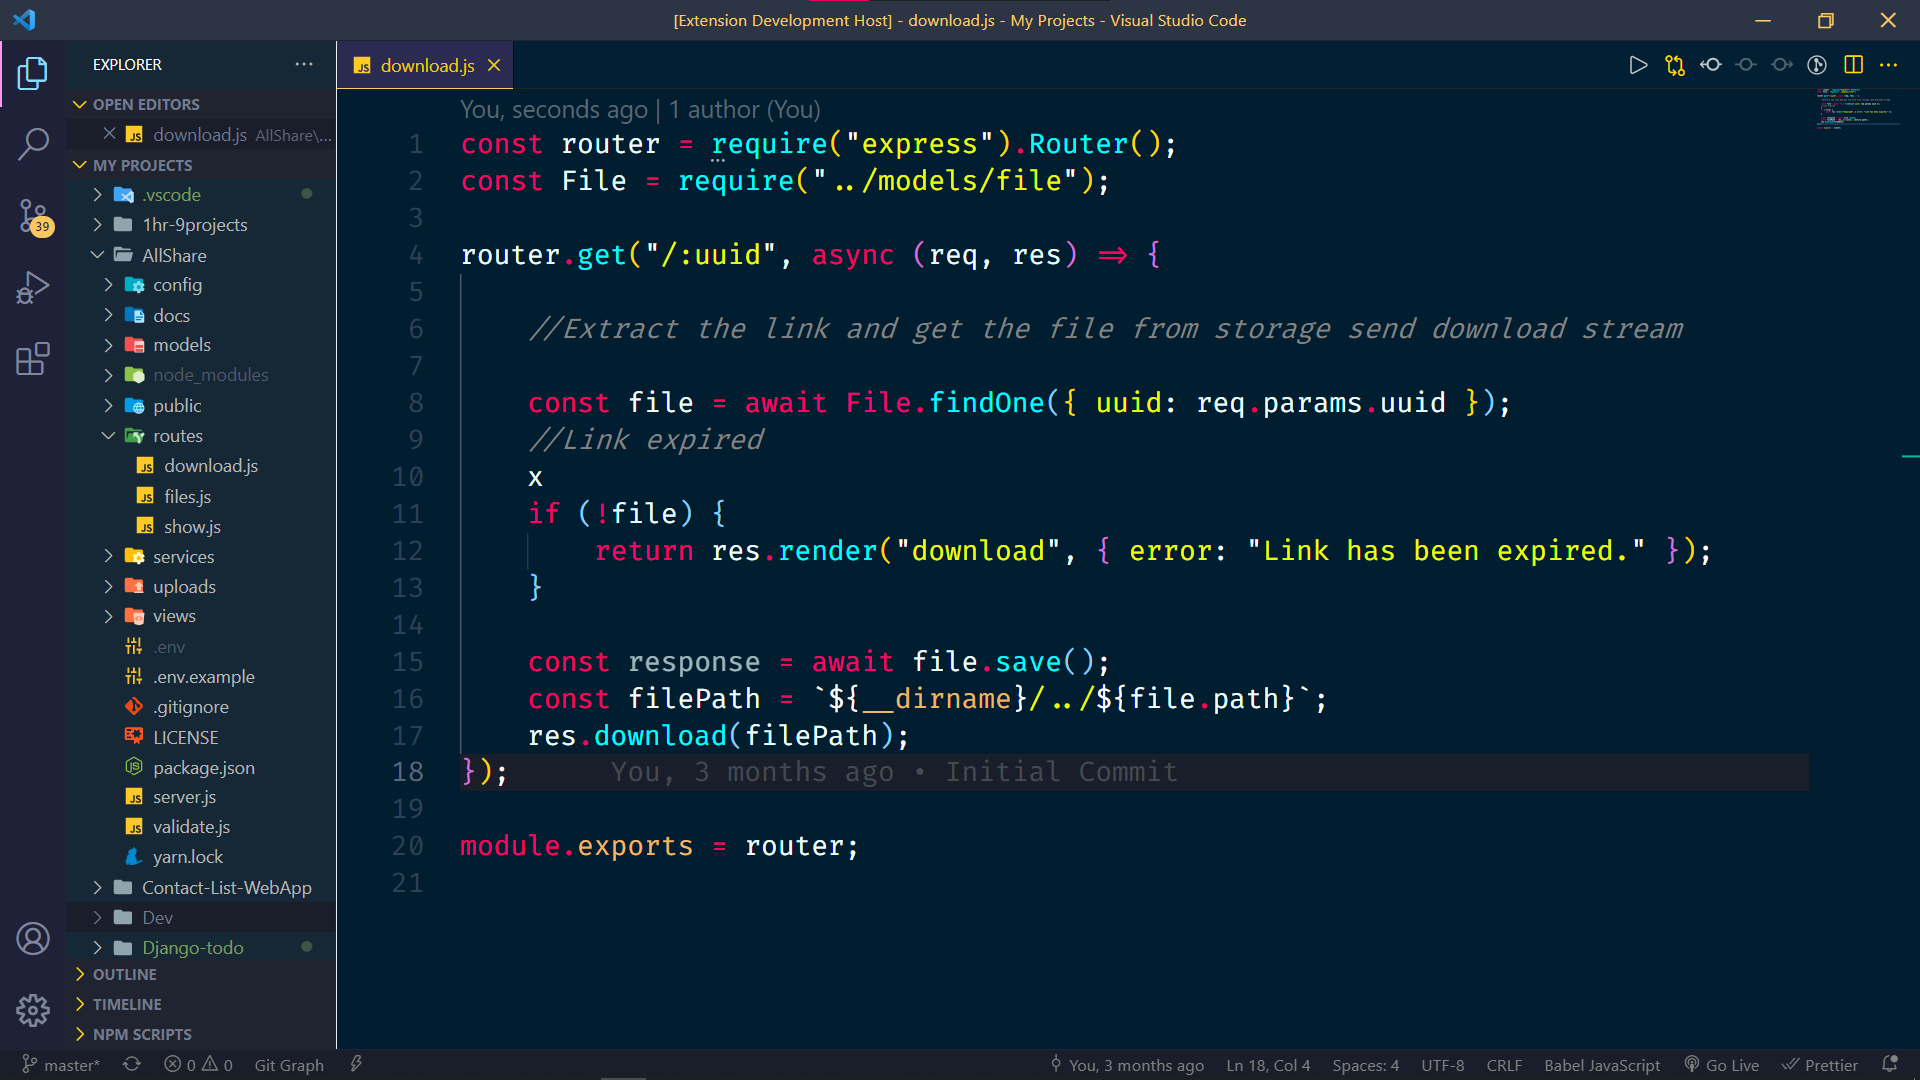 [Extension Development Host] - download.js - My Projects - Visual Studio Code
EXPLORER
OPEN EDITORS
JS download.js AllShare\...
MY PROJECTS
.vscode
1hr-9projects
AllShare
config
docs
models
node_modules
public
routes
JS download.js
JS files.js
JS show.js
services
uploads
views
.env
.env.example
.gitignore
LICENSE
package.json
JS server.js
JS validate.js
yarn.lock
Contact-List-WebApp
Dev
Django-todo
OUTLINE
TIMELINE
NPM SCRIPTS
39
JS download.js
You, seconds ago | 1 author (You)
1 const router = require("express").Router();
2 const File = require("../models/file");
3
4 router.get("/:uuid", async (req, res) => {
5
6 //Extract the link and get the file from storage send download stream
7
8 const file = await File.findOne({ uuid: req.params.uuid });
9 //Link expired
10 x
11 if (!file) {
12 return res.render("download", { error: "Link has been expired." });
13 }
14
15 const response = await file.save();
16 const filePath = `${__dirname}/../${file.path}`;
17 res.download(filePath);
18 }); You, 3 months ago • Initial Commit
19
20 module.exports = router;
21
master* 0 0 Git Graph You, 3 months ago Ln 18, Col 4 Spaces: 4 UTF-8 CRLF Babel JavaScript Go Live Prettier